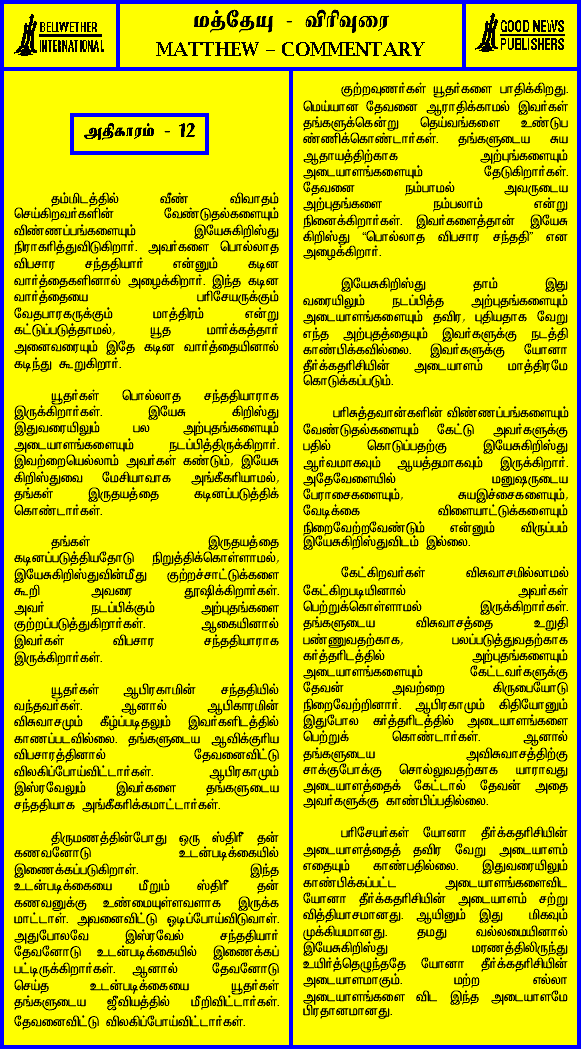 BELLWETHER
INTERNATIONAL
மத்தேயு - விரிவுரை
MATTHEW – COMMENTARY
GOOD NEWS
PUBLISHERS
அதிகாரம் - 12
தம்மிடத்தில் வீண் விவாதம்
செய்கிறவர்களின் வேண்டுதல்களையும்
விண்ணப்பங்களையும் இயேசுகிறிஸ்து
நிராகரித்துவிடுகிறார். அவர்களை பொல்லாத
விபசார சந்ததியார் என்னும் கடின
வார்த்தைகளினால் அழைக்கிறார். இந்த கடின
வார்த்தையை பரிசேயருக்கும்
வேதபாரகருக்கும் மாத்திரம் என்று
கட்டுப்படுத்தாமல், யூத மார்க்கத்தார்
அனைவரையும் இதே கடின வார்த்தையினால்
கடிந்து கூறுகிறார்.
யூதர்கள் பொல்லாத சந்ததியாராக
இருக்கிறார்கள். இயேசு கிறிஸ்து
இதுவரையிலும் பல அற்புதங்களையும்
அடையாளங்களையும் நடப்பித்திருக்கிறார்.
இவற்றையெல்லாம் அவர்கள் கண்டும், இயேசு
கிறிஸ்துவை மேசியாவாக அங்கீகரியாமல்,
தங்கள் இருதயத்தை கடினப்படுத்திக்
கொண்டார்கள்.
தங்கள் இருதயத்தை
கடினப்படுத்தியதோடு நிறுத்திக்கொள்ளாமல்,
இயேசுகிறிஸ்துவின்மீது குற்றச்சாட்டுக்களை
கூறி அவரை தூஷிக்கிறார்கள்.
அவர் நடப்பிக்கும் அற்புதங்களை
குற்றப்படுத்துகிறார்கள். ஆகையினால்
இவர்கள் விபசார சந்ததியாராக
இருக்கிறார்கள்.
யூதர்கள் ஆபிரகாமின் சந்ததியில்
வந்தவர்கள். ஆனால் ஆபிகாரமின்
விசுவாசமும் கீழ்ப்படிதலும் இவர்களிடத்தில்
காணப்படவில்லை. தங்களுடைய ஆவிக்குரிய
விபசாரத்தினால் தேவனைவிட்டு
விலகிப்போய்விட்டார்கள். ஆபிரகாமும்
இஸ்ரவேலும் இவர்களை தங்களுடைய
சந்ததியாக அங்கீகரிக்கமாட்டார்கள்.
திருமணத்தின்போது ஒரு ஸ்திரீ தன்
கணவனோடு உடன்படிக்கையில்
இணைக்கப்படுகிறாள். இந்த
உடன்படிக்கையை மீறும் ஸ்திரீ தன்
கணவனுக்கு உண்மையுள்ளவளாக இருக்க
மாட்டாள். அவனைவிட்டு ஓடிப்போய்விடுவாள்.
அதுபோலவே இஸ்ரவேல் சந்ததியார்
தேவனோடு உடன்படிக்கையில் இணைக்கப்
பட்டிருக்கிறார்கள். ஆனால் தேவனோடு
செய்த உடன்படிக்கையை யூதர்கள்
தங்களுடைய ஜீவியத்தில் மீறிவிட்டார்கள்.
தேவனைவிட்டு விலகிப்போய்விட்டார்கள்.
குற்றவுணர்கள் யூதர்களை பாதிக்கிறது.
மெய்யான தேவனை ஆராதிக்காமல் இவர்கள்
தங்களுக்கென்று தெய்வங்களை உண்டுப
ண்ணிக்கொண்டார்கள். தங்களுடைய சுய
ஆதாயத்திற்காக அற்புங்களையும்
அடையாளங்களையும் தேடுகிறார்கள்.
தேவனை நம்பாமல் அவருடைய
அற்புதங்களை நம்பலாம் என்று
நினைக்கிறார்கள். இவர்களைத்தான் இயேசு
கிறிஸ்து “பொல்லாத விபசார சந்ததி” என
அழைக்கிறார்.
இயேசுகிறிஸ்து தாம் இது
வரையிலும் நடப்பித்த அற்புதங்களையும்
அடையாளங்களையும் தவிர, புதியதாக வேறு
எந்த அற்புதத்தையும் இவர்களுக்கு நடத்தி
காண்பிக்கவில்லை. இவர்களுக்கு யோனா
தீர்க்கதரிசியின் அடையாளம் மாத்திரமே
கொடுக்கப்படும்.
பரிசுத்தவான்களின் விண்ணப்பங்களையும்
வேண்டுதல்களையும் கேட்டு அவர்களுக்கு
பதில் கொடுப்பதற்கு இயேசுகிறிஸ்து
ஆர்வமாகவும் ஆயத்தமாகவும் இருக்கிறார்.
அதேவேளையில் மனுஷருடைய
பேராசைகளையும், சுயஇச்சைகளையும்,
வேடிக்கை விளையாட்டுக்களையும்
நிறைவேற்றவேண்டும் என்னும் விருப்பம்
இயேசுகிறிஸ்துவிடம் இல்லை.
கேட்கிறவர்கள் விசுவாசமில்லாமல்
கேட்கிறபடியினால் அவர்கள்
பெற்றுக்கொள்ளாமல் இருக்கிறார்கள்.
தங்களுடைய விசுவாசத்தை உறுதி
பண்ணுவதற்காக, பலப்படுத்துவதற்காக
கர்த்தரிடத்தில் அற்புதங்களையும்
அடையாளங்களையும் கேட்டவர்களுக்கு
தேவன் அவற்றை கிருபையோடு
நிறைவேற்றினார். ஆபிரகாமும் கிதியோனும்
இதுபோல கர்த்தரிடத்தில் அடையாளங்களை
பெற்றுக் கொண்டார்கள். ஆனால்
தங்களுடைய அவிசுவாசத்திற்கு
சாக்குபோக்கு சொல்லுவதற்காக யாராவது
அடையாளத்தைக் கேட்டால் தேவன் அதை
அவர்களுக்கு காண்பிப்பதில்லை.
பரிசேயர்கள் யோனா தீர்க்கதரிசியின்
அடையாளத்தைத் தவிர வேறு அடையாளம்
எதையும் காண்பதில்லை. இதுவரையிலும்
காண்பிக்கப்பட்ட அடையாளங்களைவிட
யோனா தீர்க்கதரிசியின் அடையாளம் சற்று
வித்தியாசமானது. ஆயினும் இது மிகவும்
முக்கியமானது. தமது வல்லமையினால்
இயேசுகிறிஸ்து மரணத்திலிருந்து
உயிர்த்தெழுந்ததே யோனா தீர்க்கதரிசியின்
அடையாளமாகும். மற்ற எல்லா
அடையாளங்களை விட இந்த அடையாளமே
பிரதானமானது.